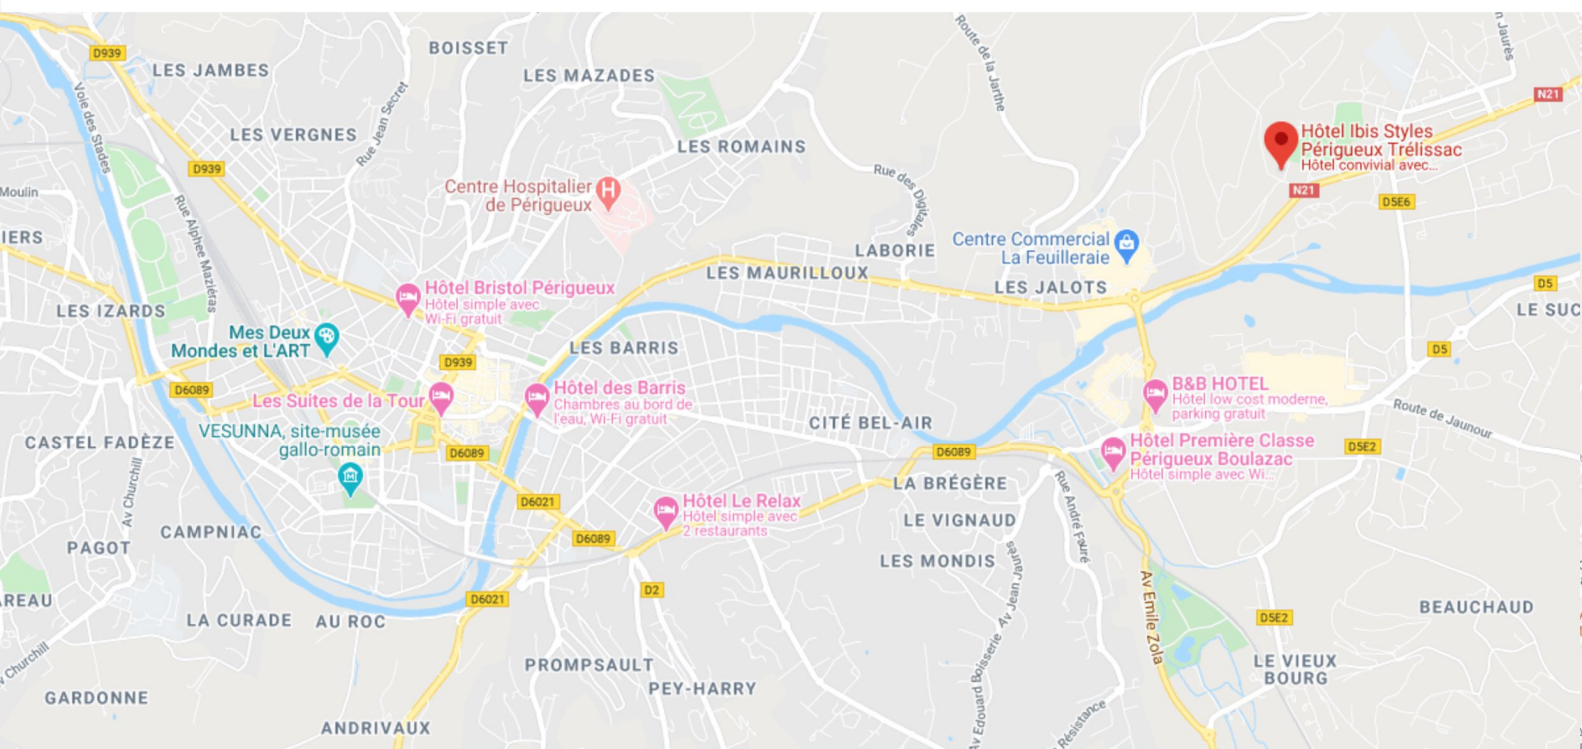 BOISSET
D939
LES JAMBES
LES MAZADES
Route de la Jarthe
Jaurès
N21
Voie des Stades
Rue Jean Secret
LES VERGNES
LES ROMAINS
Hôtel Ibis Styles
Périgueux Trélissac
Hôtel convivial avec...
D939
Rue des Digitales
N21
D5E6
Moulin
Centre Hospitalier
de Périgueux
H
Rue Alphee Mazièras
IERS
LABORIE
Centre Commercial
La Feuilleraie
LES MAURILLOUX
LES JALOTS
D5
Hôtel Bristol Périgueux
Hôtel simple avec
Wi-Fi gratuit
LES IZARDS
LE SUC
Mes Deux
Mondes et L'ART
LES BARRIS
D5
D939
D6089
Les Suites de la Tour
Hôtel des Barris
Chambres au bord de
l'eau, Wi-Fi gratuit
B&B HOTEL
Hôtel low cost moderne,
parking gratuit
Route de Jaunour
CITÉ BEL-AIR
VESUNNA, site-musée
gallo-romain
CASTEL FADÈZE
D6089
D6089
Hôtel Première Classe
Périgueux Boulazac
Hôtel simple avec Wi...
D5E2
Av Churchill
LA BRÉGÈRE
Rue André Fauré
D6021
Hôtel Le Relax
Hôtel simple avec
2 restaurants
LE VIGNAUD
CAMPNIAC
D6089
PAGOT
LES MONDIS
Av Jean Jaurès
Av Emile Zola
D2
D6021
AREAU
BEAUCHAUD
LA CURADE
AU ROC
D5E2
Av Churchill
PROMPSAULT
Av Edouard Boisserie
LE VIEUX
BOURG
PEY-HARRY
GARDONNE
Résistance
ANDRIVAUX